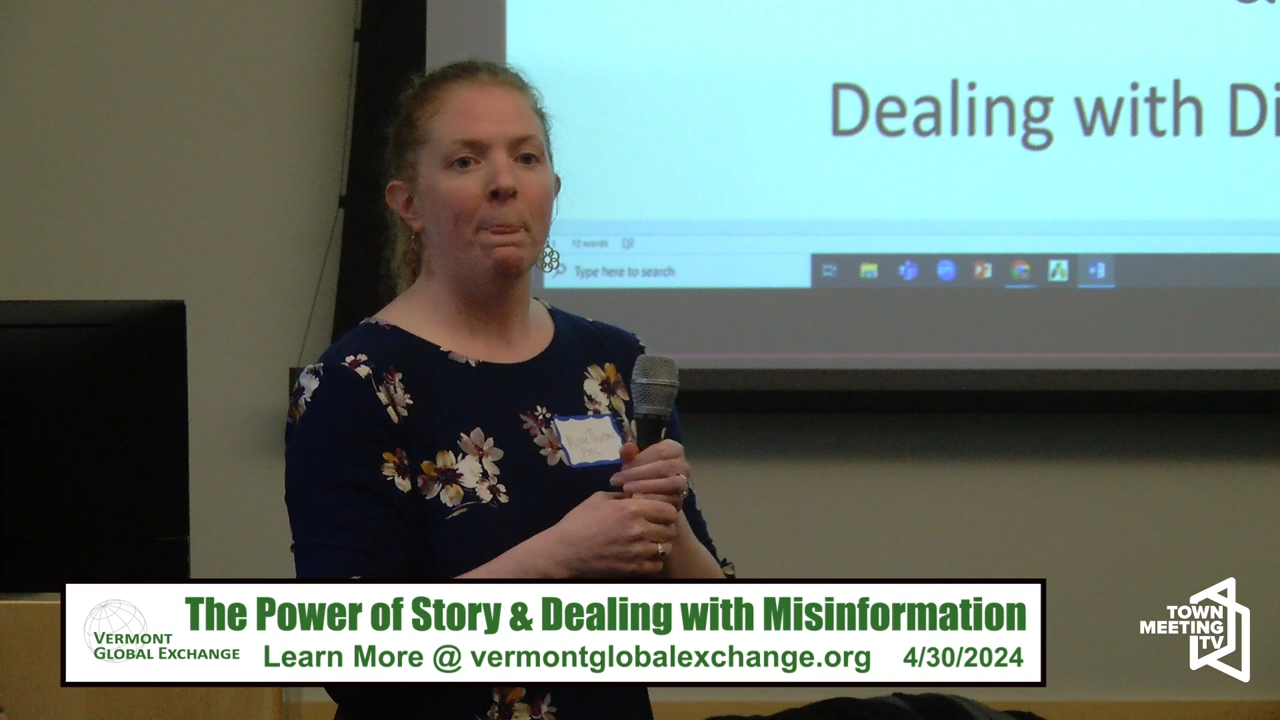 Dealing with Di
12 words
Type here to search
The Power of Story & Dealing with Misinformation
VERMONT
GLOBAL EXCHANGE
Learn More @ vermontglobalexchange.org 4/30/2024
TOWN
MEETING
TV